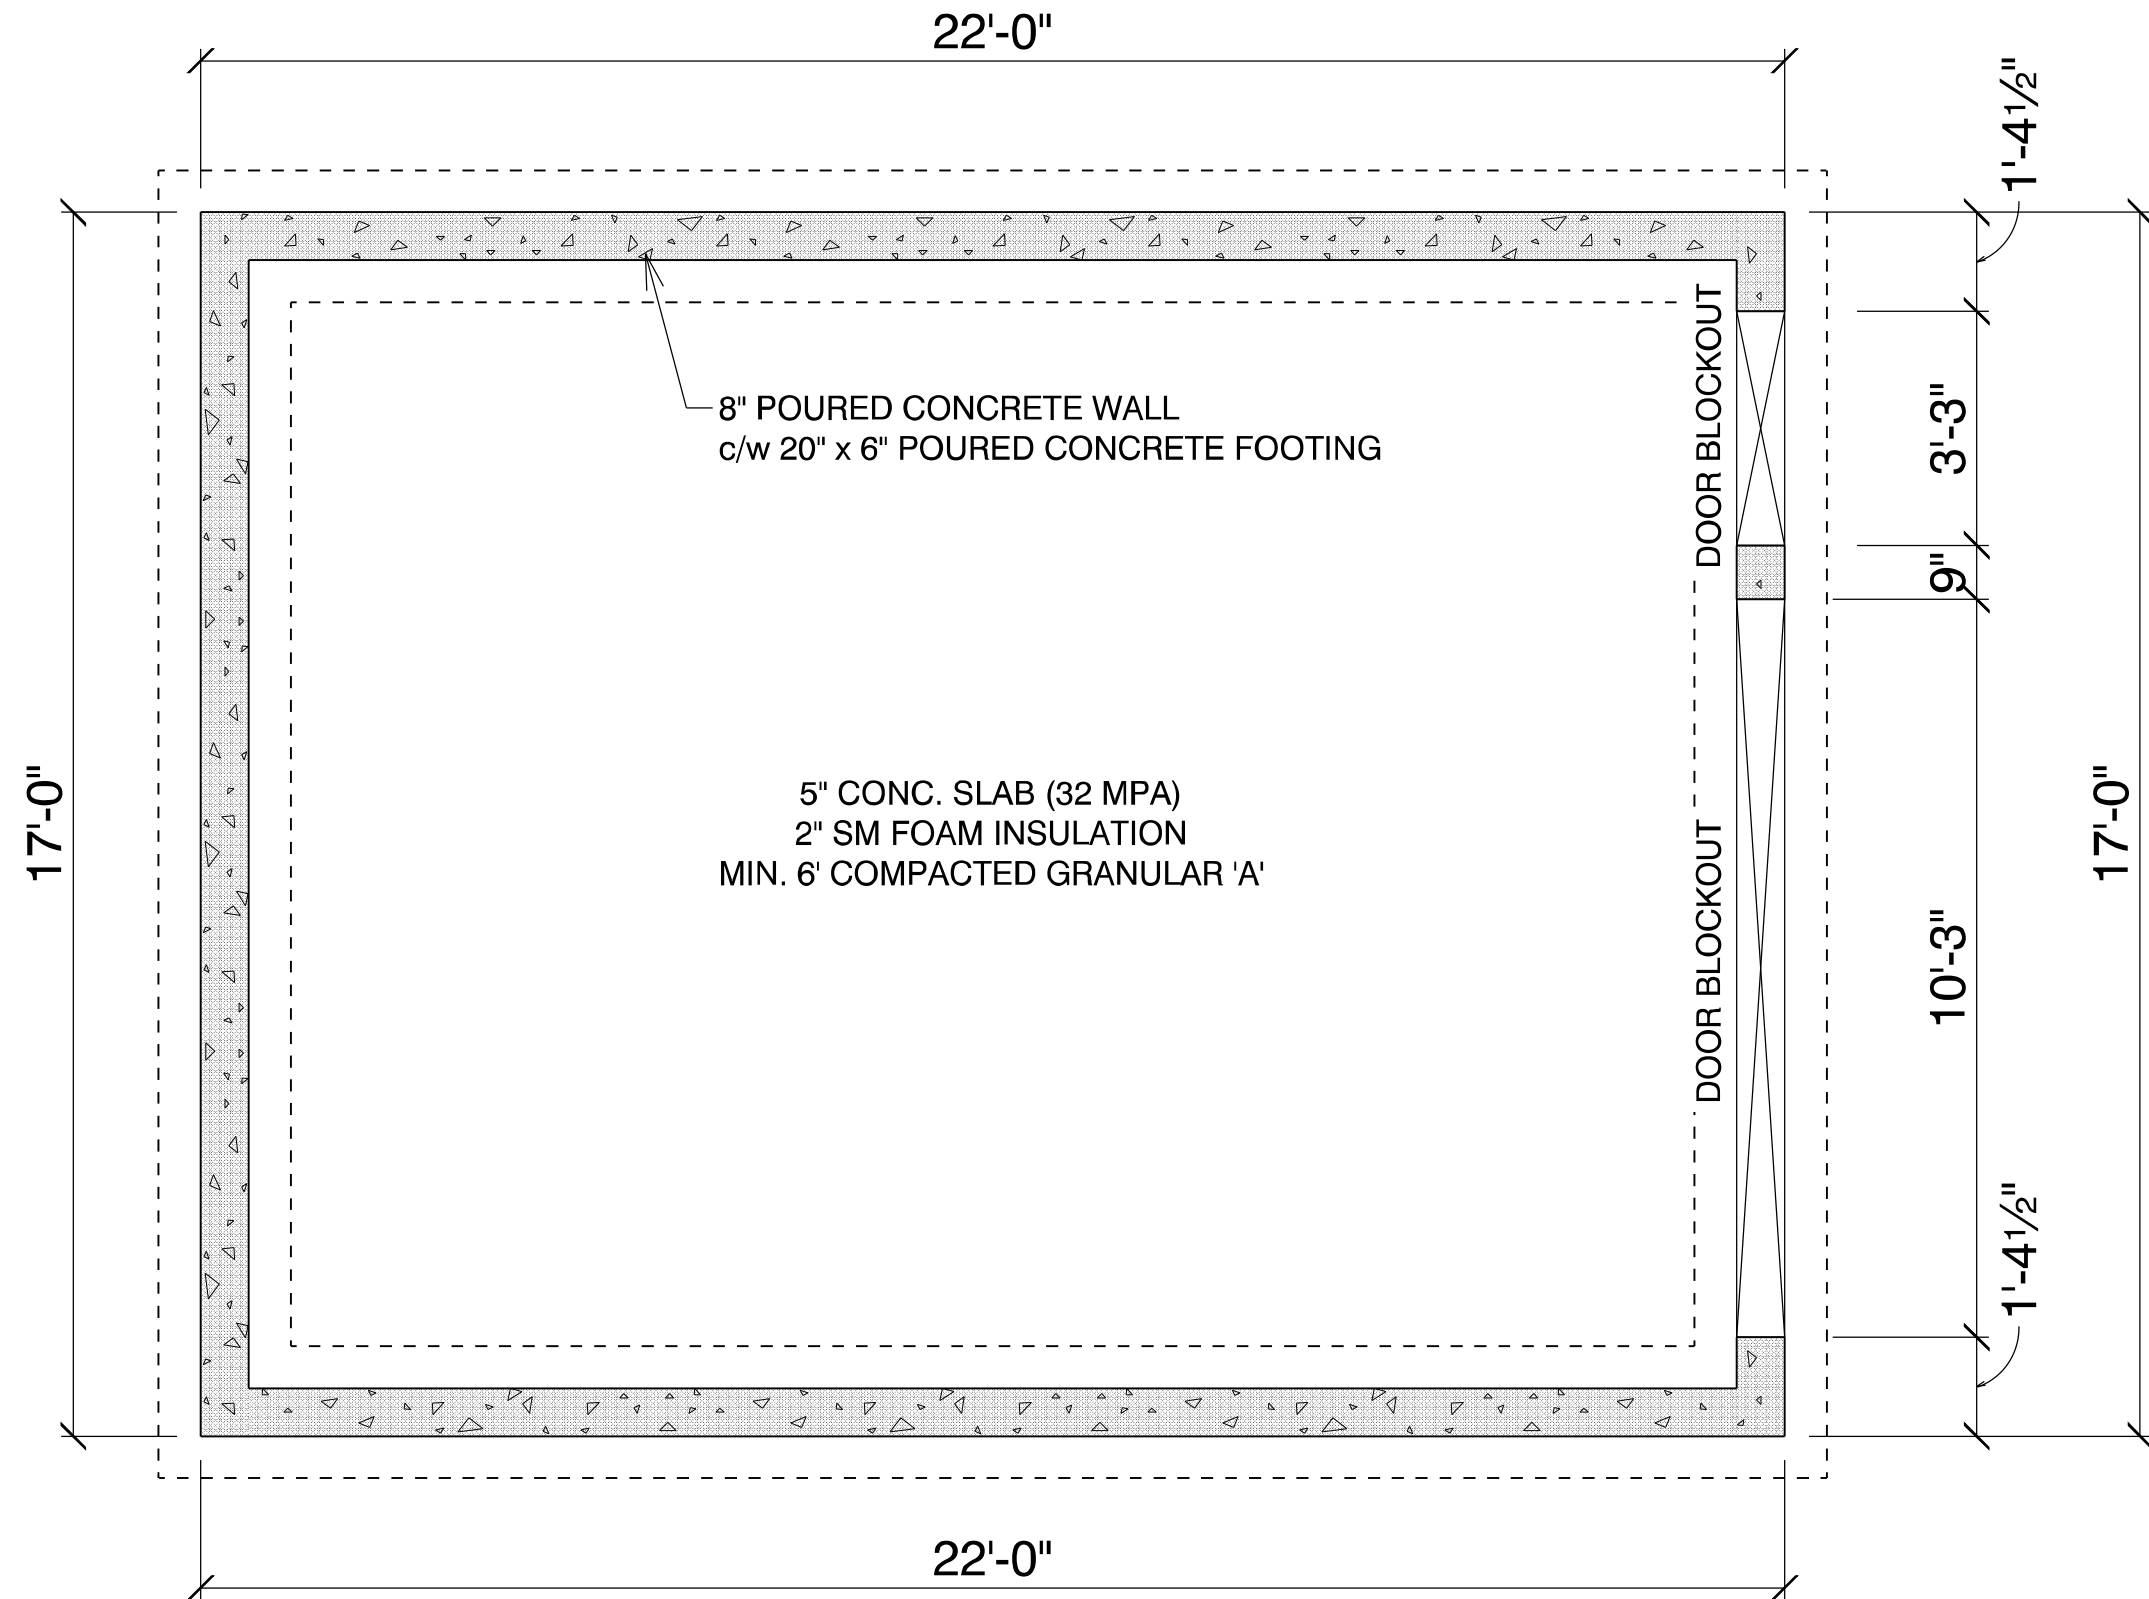 22'-0"
1'-4½"
DOOR BLOCKOUT
8" POURED CONCRETE WALL
c/w 20" x 6" POURED CONCRETE FOOTING
3'-3"
9"
17'-0"
5" CONC. SLAB (32 MPA)
2" SM FOAM INSULATION
MIN. 6' COMPACTED GRANULAR 'A'
17'-0"
DOOR BLOCKOUT
10'-3"
1'-4½"
22'-0"